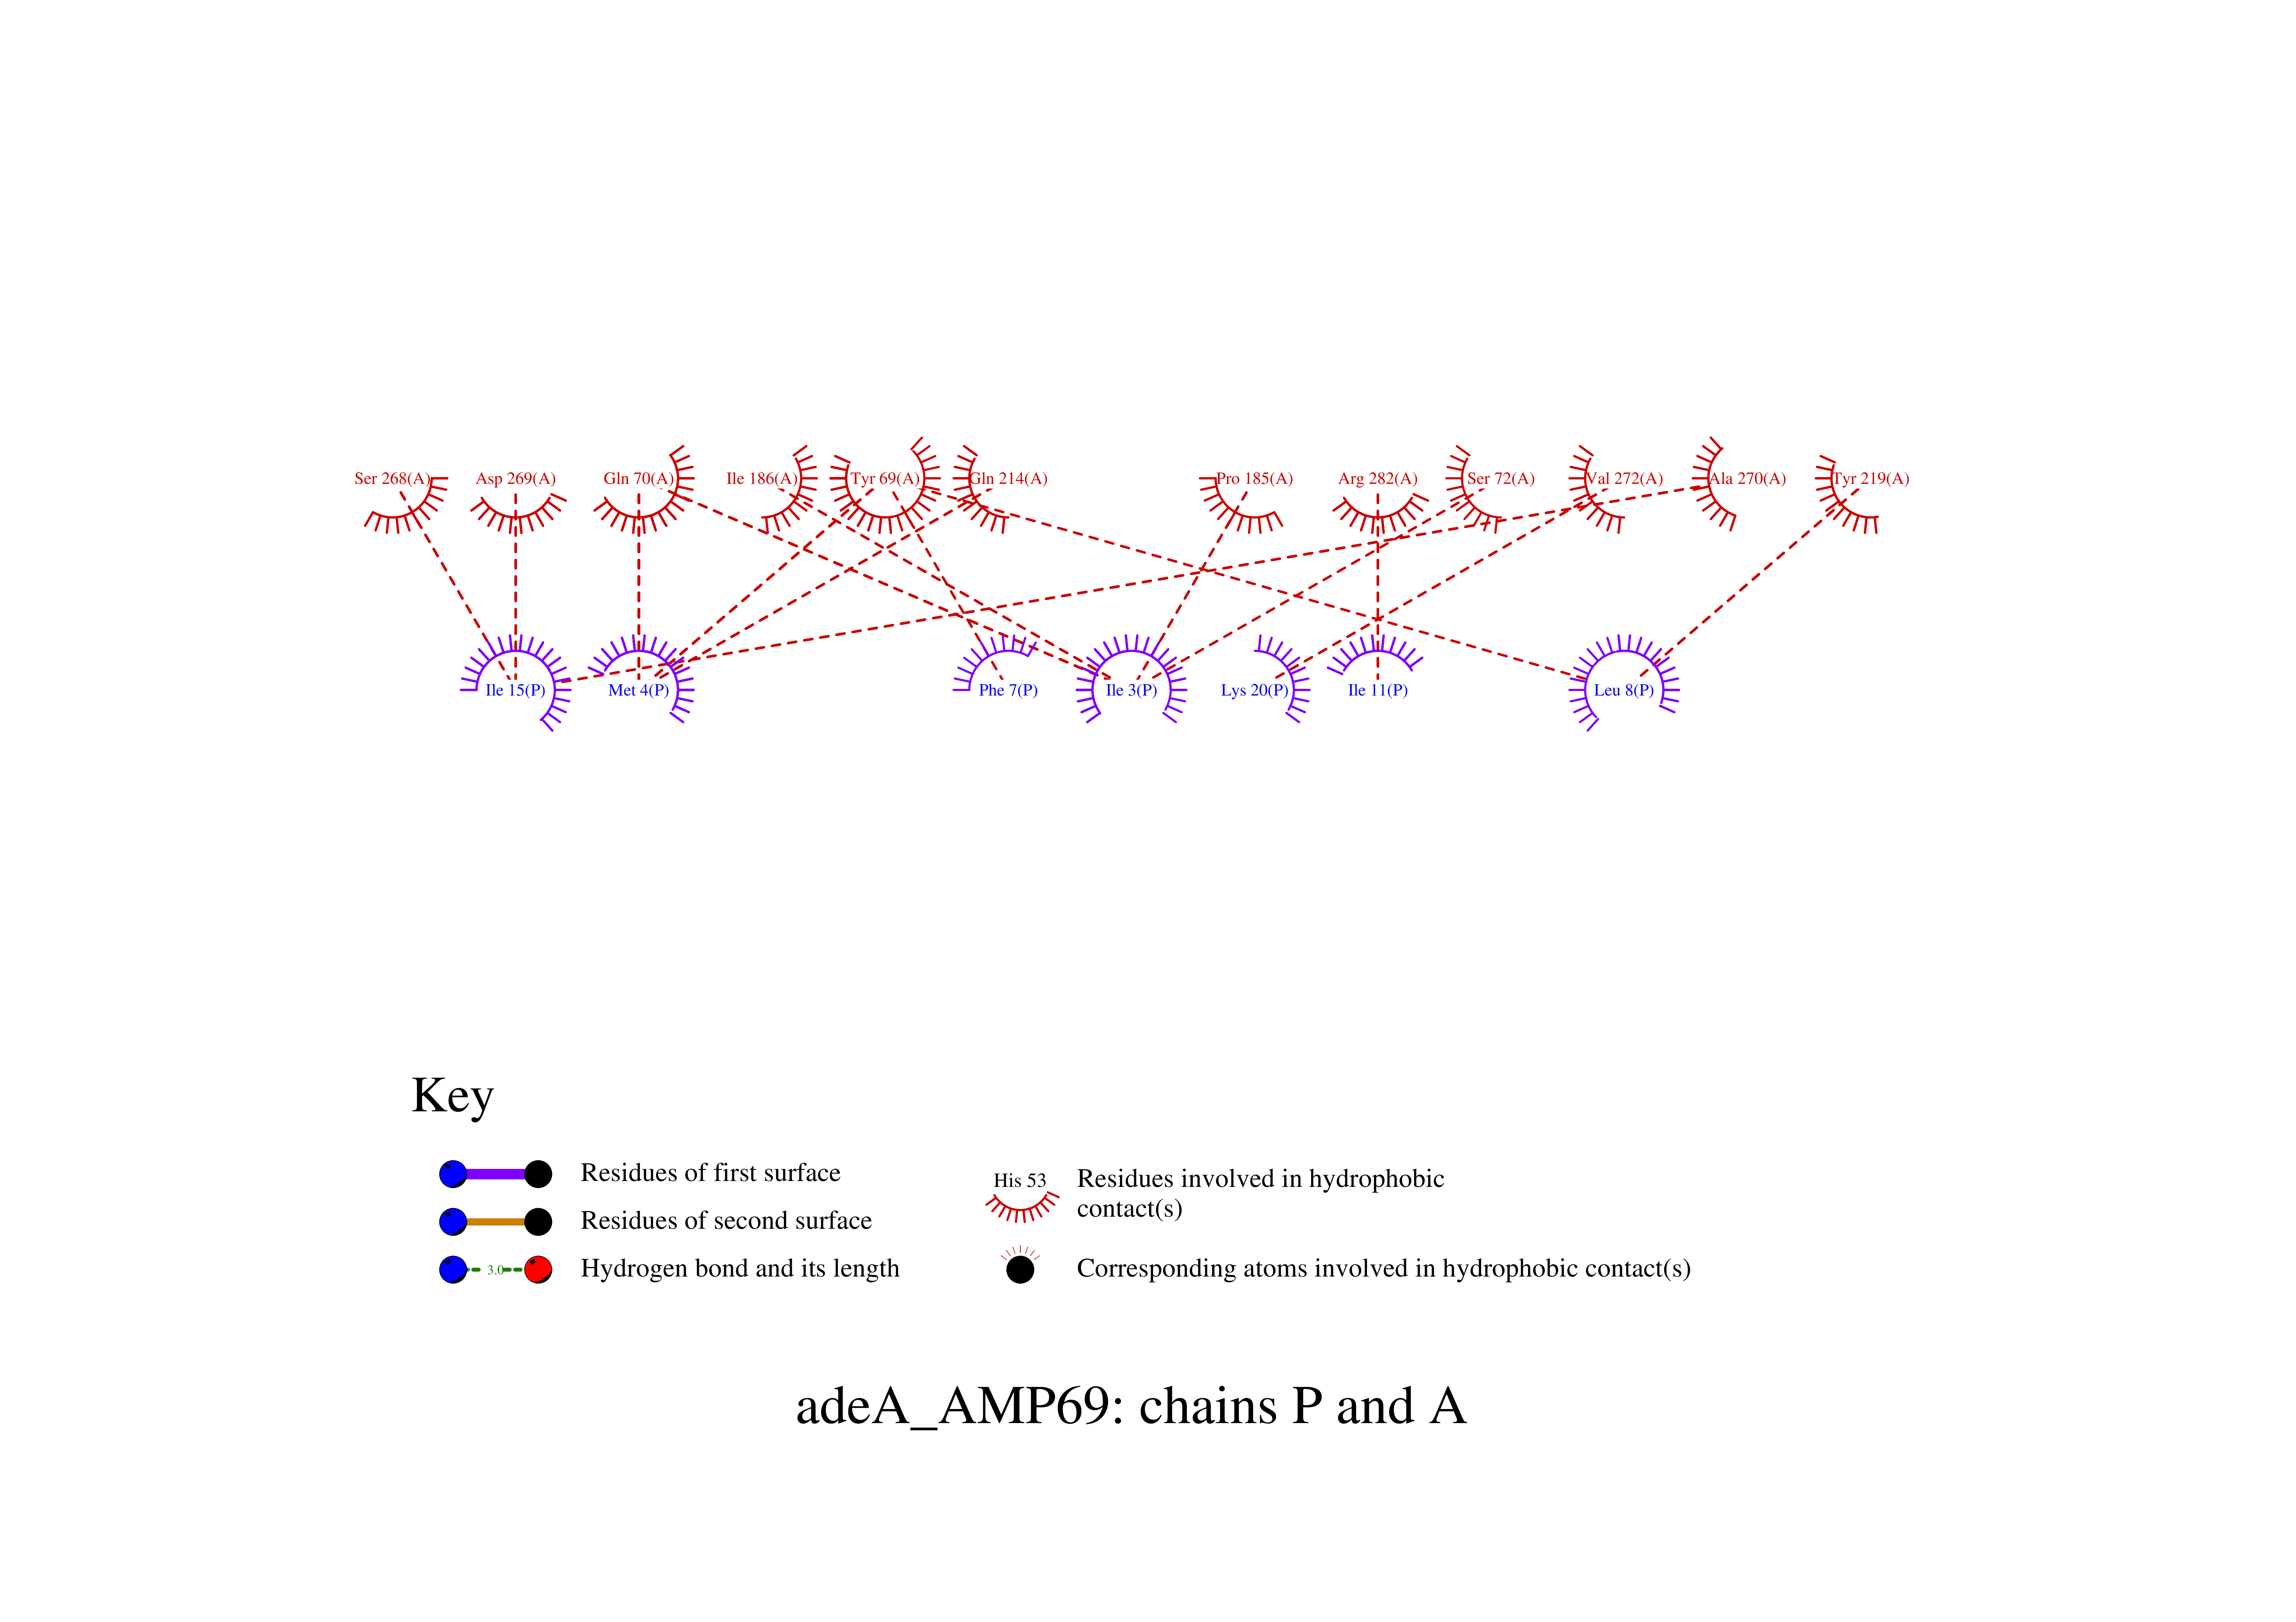 Ser 268(A) Asp 269(A) Gln 70(A) Ile 186(A) Tyr 69(A) Gln 214(A) Pro 185(A) Arg 282(A) Ser 72(A) Val 272(A) Ala 270(A) Tyr 219(A)
Ile 15(P) Met 4(P) Phe 7(P) Ile 3(P) Lys 20(P) Ile 11(P) Leu 8(P)
Key
Residues of first surface
Residues of second surface
3.0 Hydrogen bond and its length
His 53 Residues involved in hydrophobic
contact(s)
Corresponding atoms involved in hydrophobic contact(s)
adeA_AMP69: chains P and A